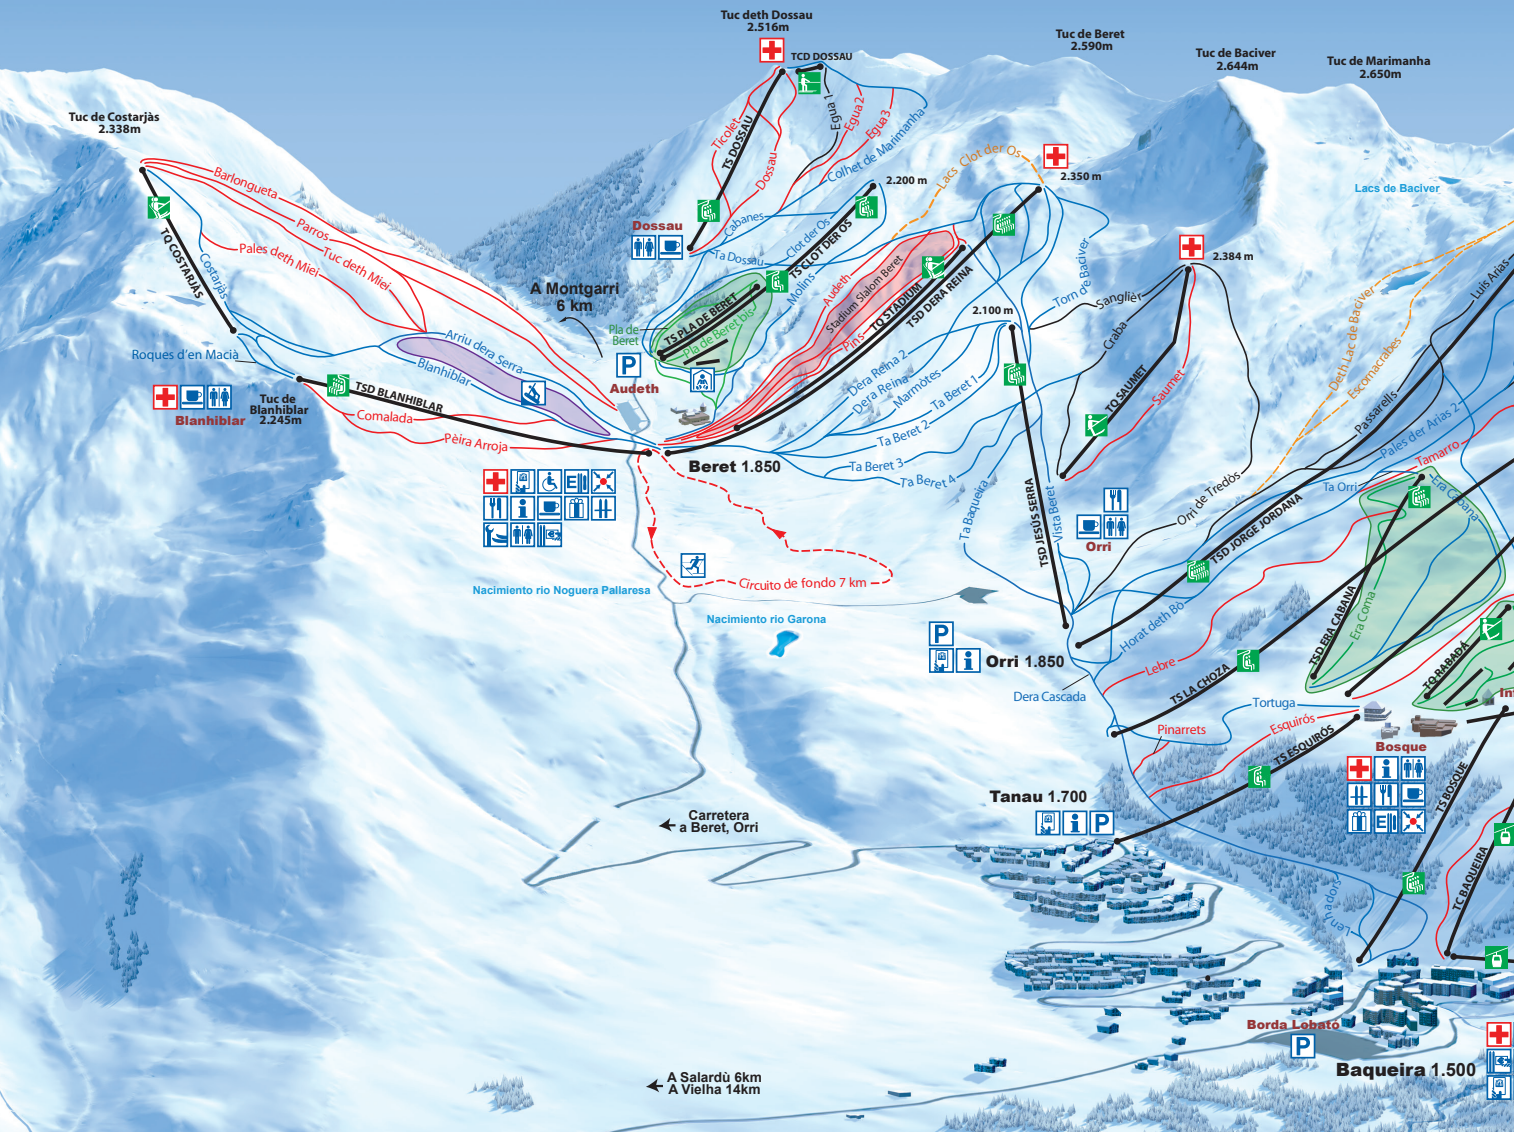 Tuc deth Dossau
2.516m
TCD DOSSAU
Tuc de Beret
2.590m
Tuc de Baciver
2.644m
Tuc de Marimanha
2.650m
Tuc de Costarjàs
2.338m
Ticolet
TS DOSSAU
Dossau
Egua 1
Egua 2
Egua 3
Colhet de Marimanha
Lacs Clot der Os
2.350 m
2.200 m
Lacs de Baciver
Barlongueta
Parros
Tuc deth Miei
Pales deth Miei
TQ COSTARJÀS
Costarjàs
Dossau
Cabanes
Ta Dossau
Clot der Os
TS CLOT DER OS
Molins
Audeth
Stadium Slalom Beret
TQ STADIUM
TSD DERA REINA
Pins
Torn de Baciver
2.384 m
Sanglièr
Craba
2.100 m
Luis Arias
A Montgarri
6 km
Pla de
Beret
TS PLA DE BERET
Pla de Beret bis
Deth Lac de Baciver
Escornacrabes
Roques d'en Macià
Arriu dera Serra
Blanhiblar
P
Audeth
Dera Reina 2
Dera Reina
Marmòtes
Ta Beret 1
Ta Beret 2
Ta Beret 3
Ta Beret 4
TQ SAUMET
Saumet
Passarells
Pales der Arias 2
Tamarro
Blanhiblar
Tuc de
Blanhiblar
2.245m
TSD BLANHIBLAR
Comalada
Pèira Arroja
Beret 1.850
E
i
Ta Baqueira
TSD JESÚS SERRA
Vista Beret
Orri
Orri de Tredòs
TSD JORGE JORDANA
Ta Orri
Era Cabana
Circuito de fondo 7 km
Nacimiento rio Noguera Pallaresa
Nacimiento rio Garona
P
i
Orri 1.850
Horat deth Bo
Lebre
TS LA CHOZA
TSD ERA CABANA
Era Coma
TQ RABADÀ
Dera Cascada
Tortuga
Pinarrets
Esquirós
TS ESQUIRÓS
Bosque
i
E
TS BOSQUE
TC BAQUEIRA
Tanau 1.700
i
P
Carretera
a Beret, Orri
Borda Lobató
P
Baqueira 1.500
A Salardù 6km
A Vielha 14km